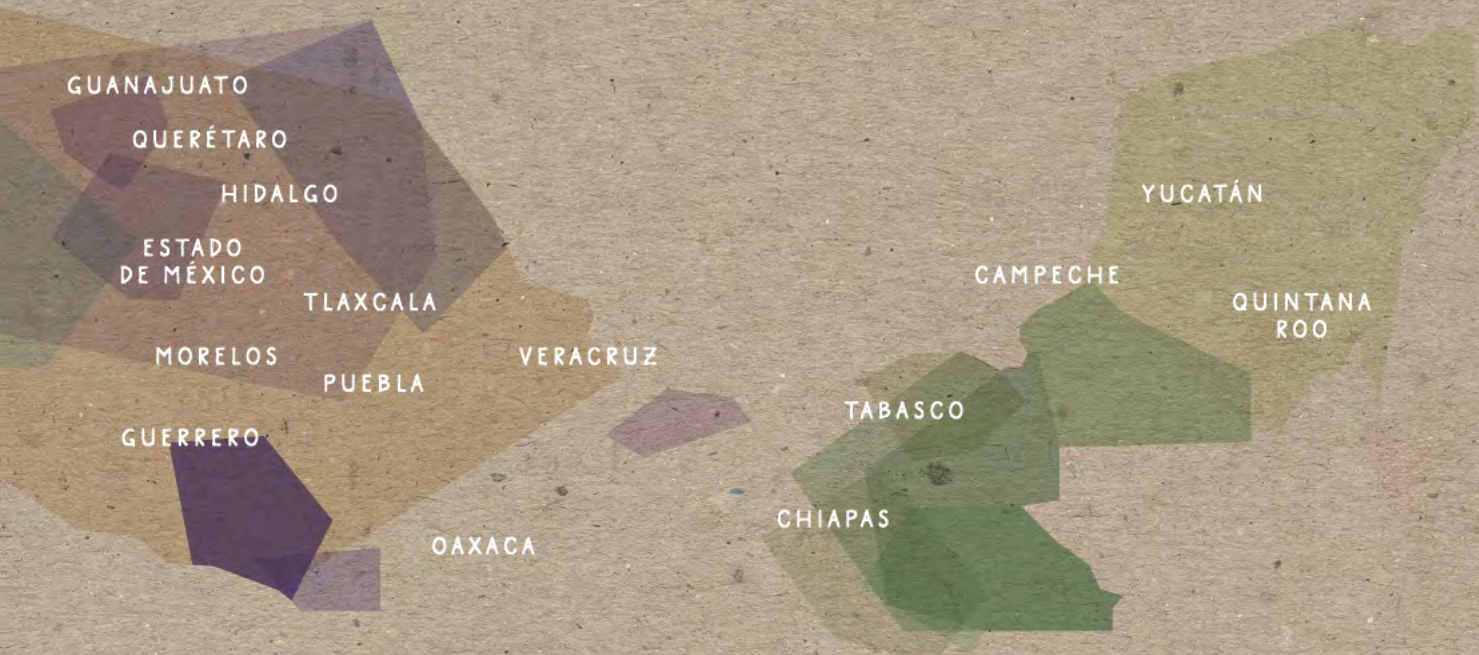 GUANAJUATO
QUERÉTARO
HIDALGO
YUCATÁN
ESTADO
DE MÉXICO
CAMPECHE
TLAXCALA
QUINTANA
ROO
MORELOS
VERACRUZ
PUEBLA
TABASCO
GUERRERO
CHIAPAS
OAXACA